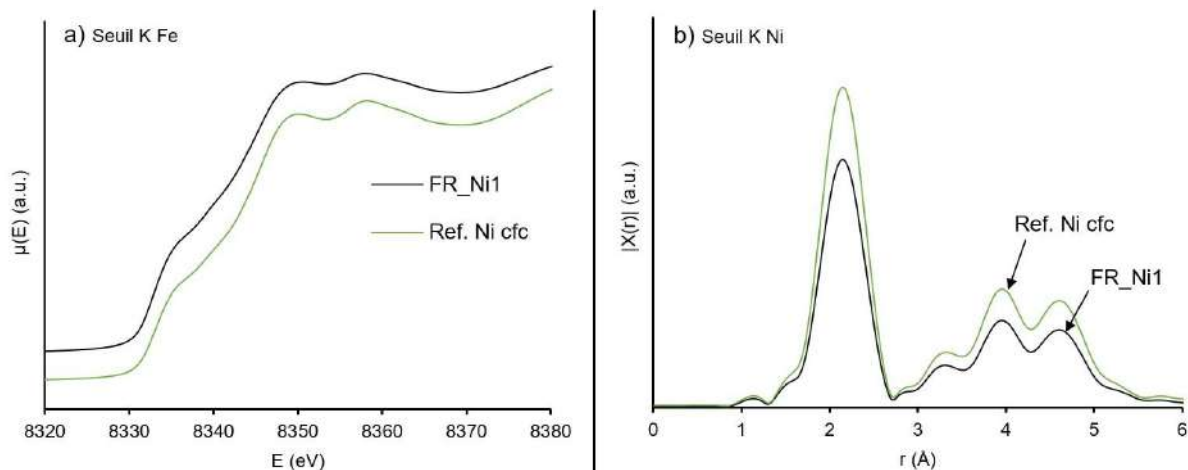 a) Seuil K Fe
μ(E) (a.u.)
FR_Ni1
Ref. Ni cfc
8320 8330 8340 8350 8360 8370 8380
E (eV)
b) Seuil K Ni
|X(r)| (a.u.)
Ref. Ni cfc
FR_Ni1
0 1 2 3 4 5 6
r (Å)